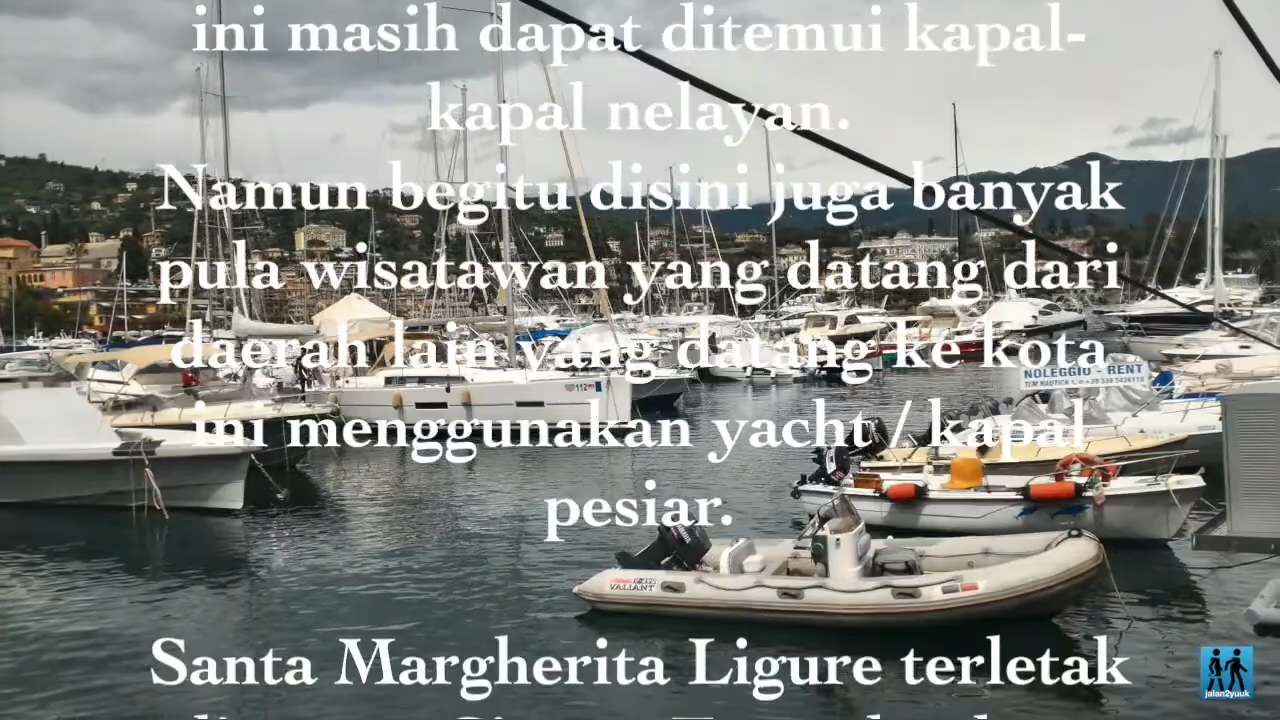 ini masih dapat ditemui kapal-
kapal nelayan.
Namun begitu disini juga banyak
pula wisatawan yang datang dari
daerah lain yang datang ke kota
ini menggunakan yacht / kapal
pesiar.
Santa Margherita Ligure terletak
NOLEGGIO - RENT
112
VALIANT
jalan2yuuk